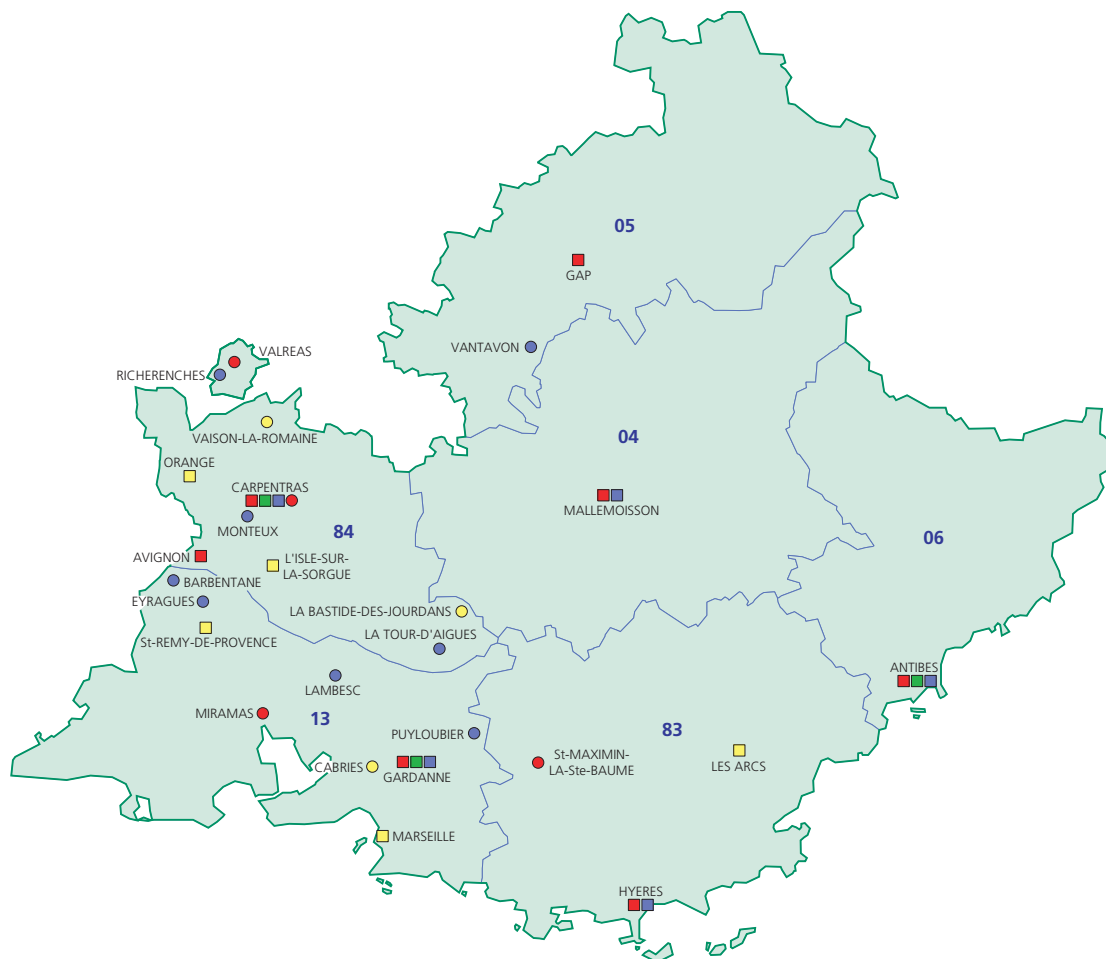 05
GAP
VANTAVON
VALREAS
RICHERENCHES
VAISON-LA-ROMAINE
04
ORANGE
CARPENTRAS
MALLEMOISSON
MONTEUX
84
06
AVIGNON
L'ISLE-SUR-
LA-SORGUE
BARBENTANE
EYRAGUES
LA BASTIDE-DES-JOURDANS
LA TOUR-D'AIGUES
St-REMY-DE-PROVENCE
ANTIBES
LAMBESC
MIRAMAS
13
83
PUYLOUBIER
St-MAXIMIN-
LA-Ste-BAUME
LES ARCS
CABRIES
GARDANNE
MARSEILLE
HYERES